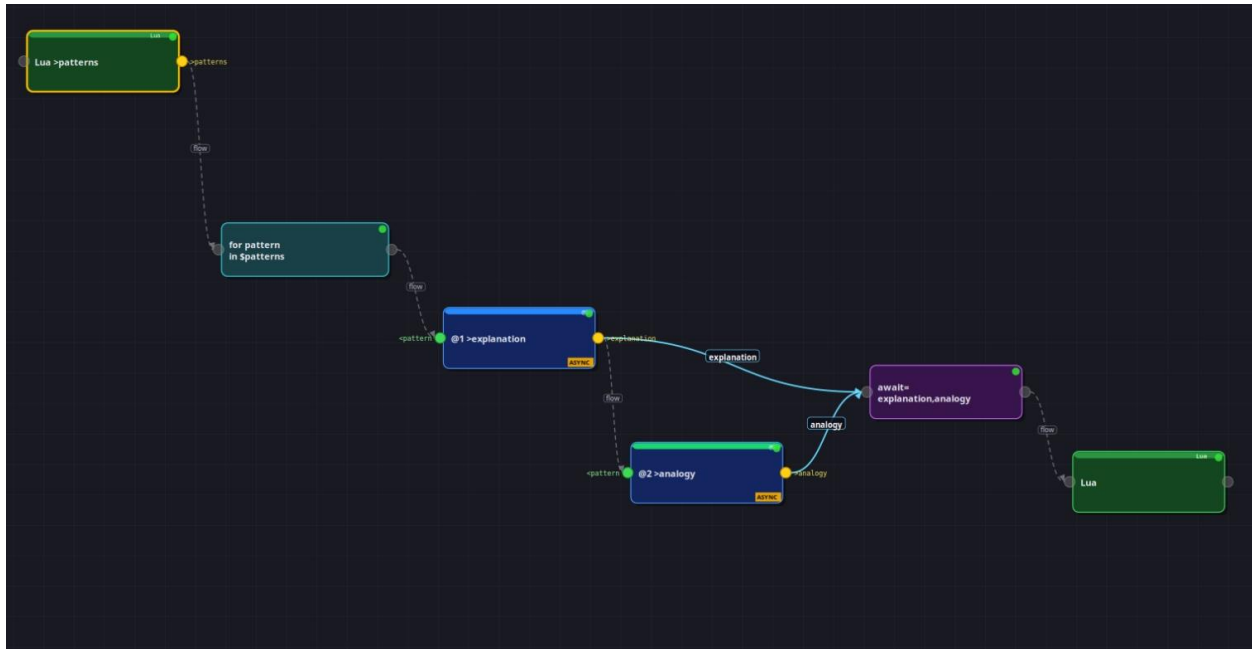 Lua
Lua >patterns
>patterns
flow
for pattern
in $patterns
flow
<pattern
@1 >explanation
>explanation
ASYNC
explanation
flow
await=
explanation,analogy
analogy
flow
<pattern
@2 >analogy
>analogy
ASYNC
Lua
Lua